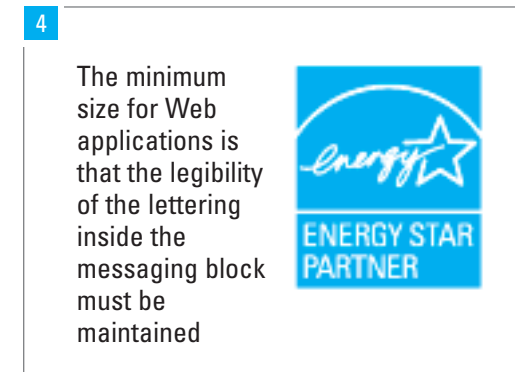 4
The minimum
size for Web
applications is
that the legibility
of the lettering
inside the
messaging block
must be
maintained
energy
ENERGY STAR
PARTNER